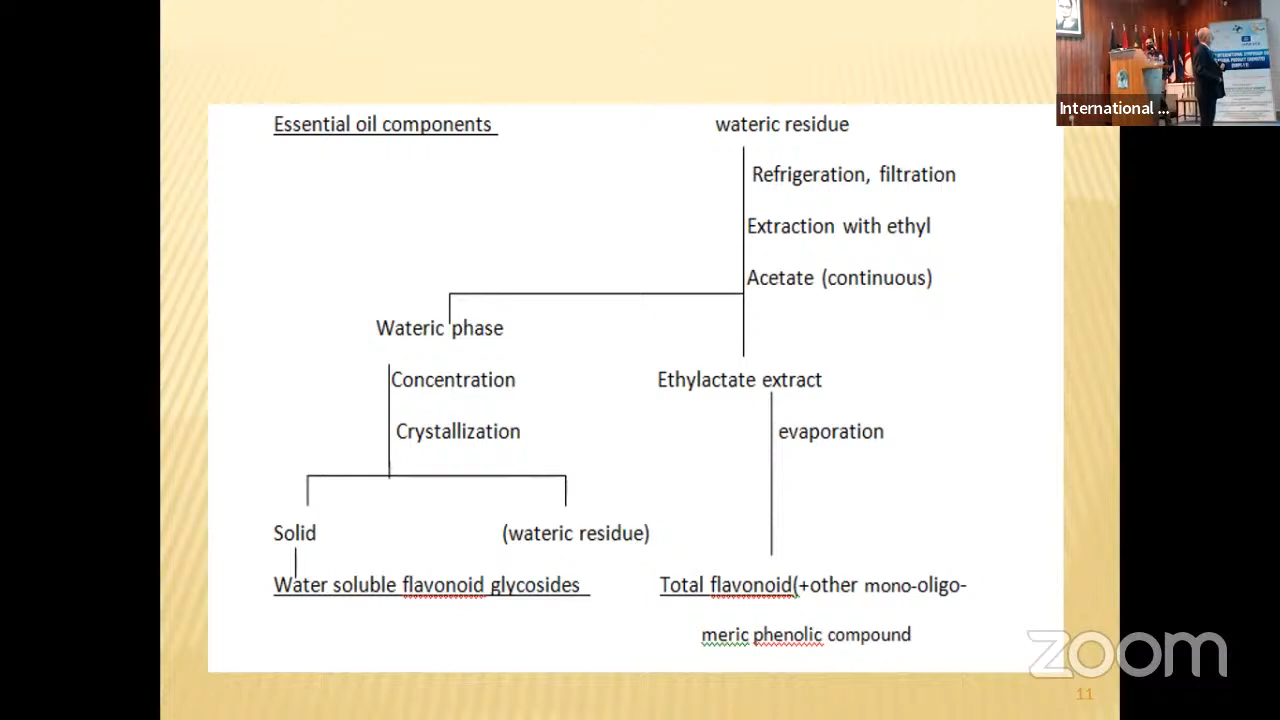 International ...
Essential oil components
wateric residue
Refrigeration, filtration
Extraction with ethyl
Acetate (continuous)
Wateric phase
Concentration
Ethylactate extract
Crystallization
evaporation
Solid
(wateric residue)
Water soluble flavonoid glycosides
Total flavonoid(+other mono-oligo-
meric phenolic compound
zoom
11